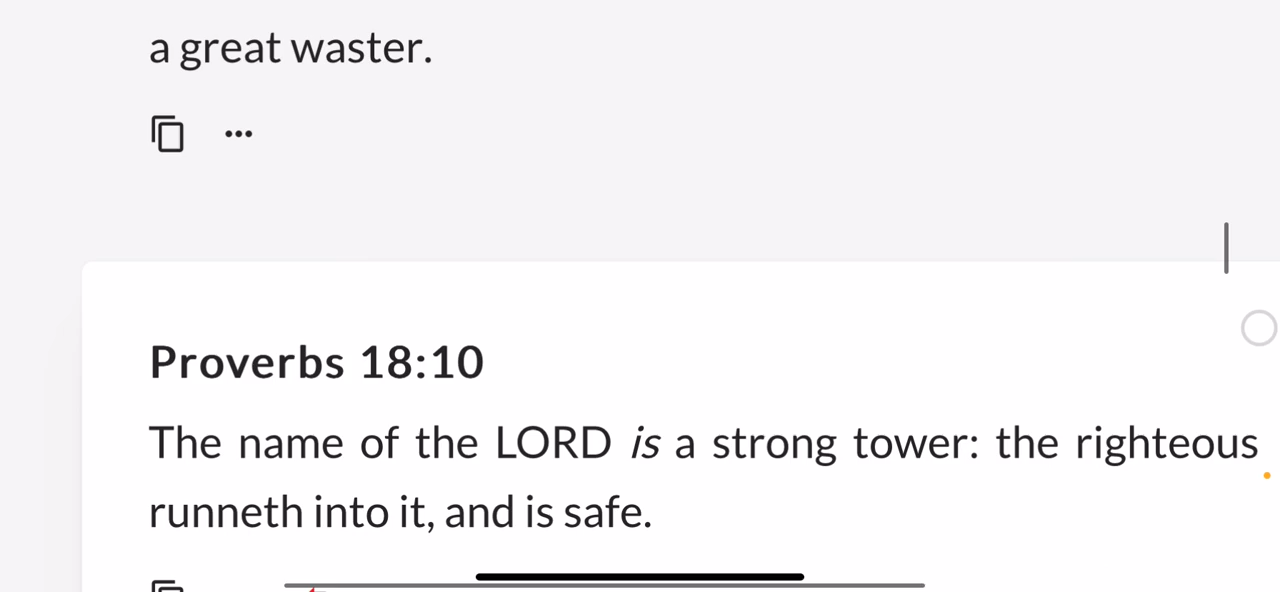 a great waster.
Proverbs 18:10
The name of the LORD is a strong tower: the righteous
runneth into it, and is safe.